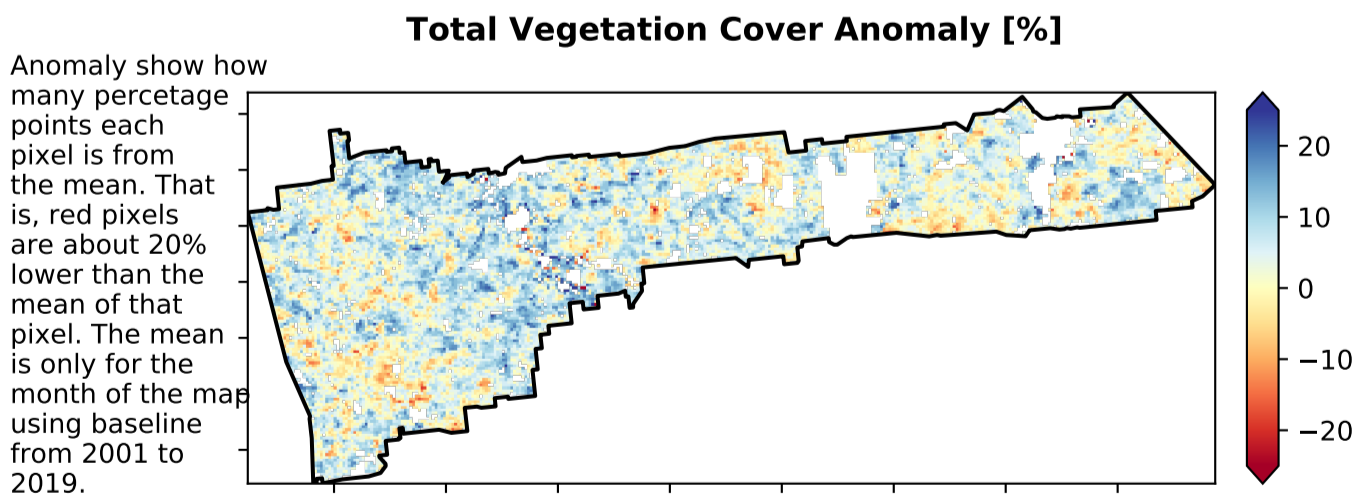 Total Vegetation Cover Anomaly [%]
Anomaly show how
many percetage
points each
pixel is from
the mean. That
is, red pixels
are about 20%
lower than the
mean of that
pixel. The mean
is only for the
month of the map
using baseline
from 2001 to
2019.
20
10
0
−10
−20